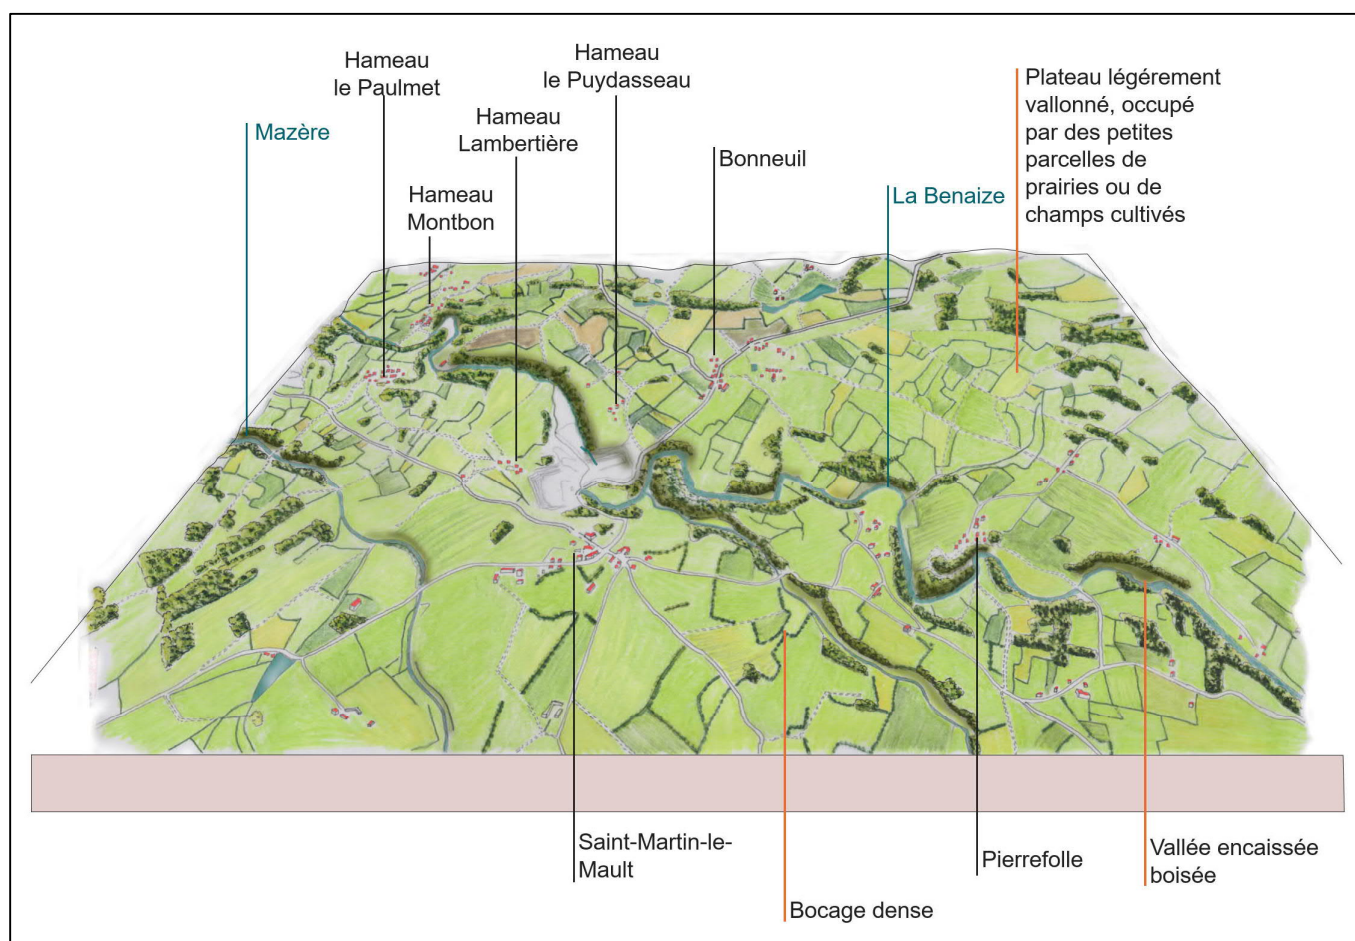 Hameau
le Paulmet
Mazère
Hameau
Montbon
Hameau
Lambertière
Hameau
le Puydasseau
Bonneuil
La Benaize
Plateau légérement
vallonné, occupé
par des petites
parcelles de
prairies ou de
champs cultivés
Saint-Martin-le-
Mault
Bocage dense
Pierrefolle
Vallée encaissée
boisée